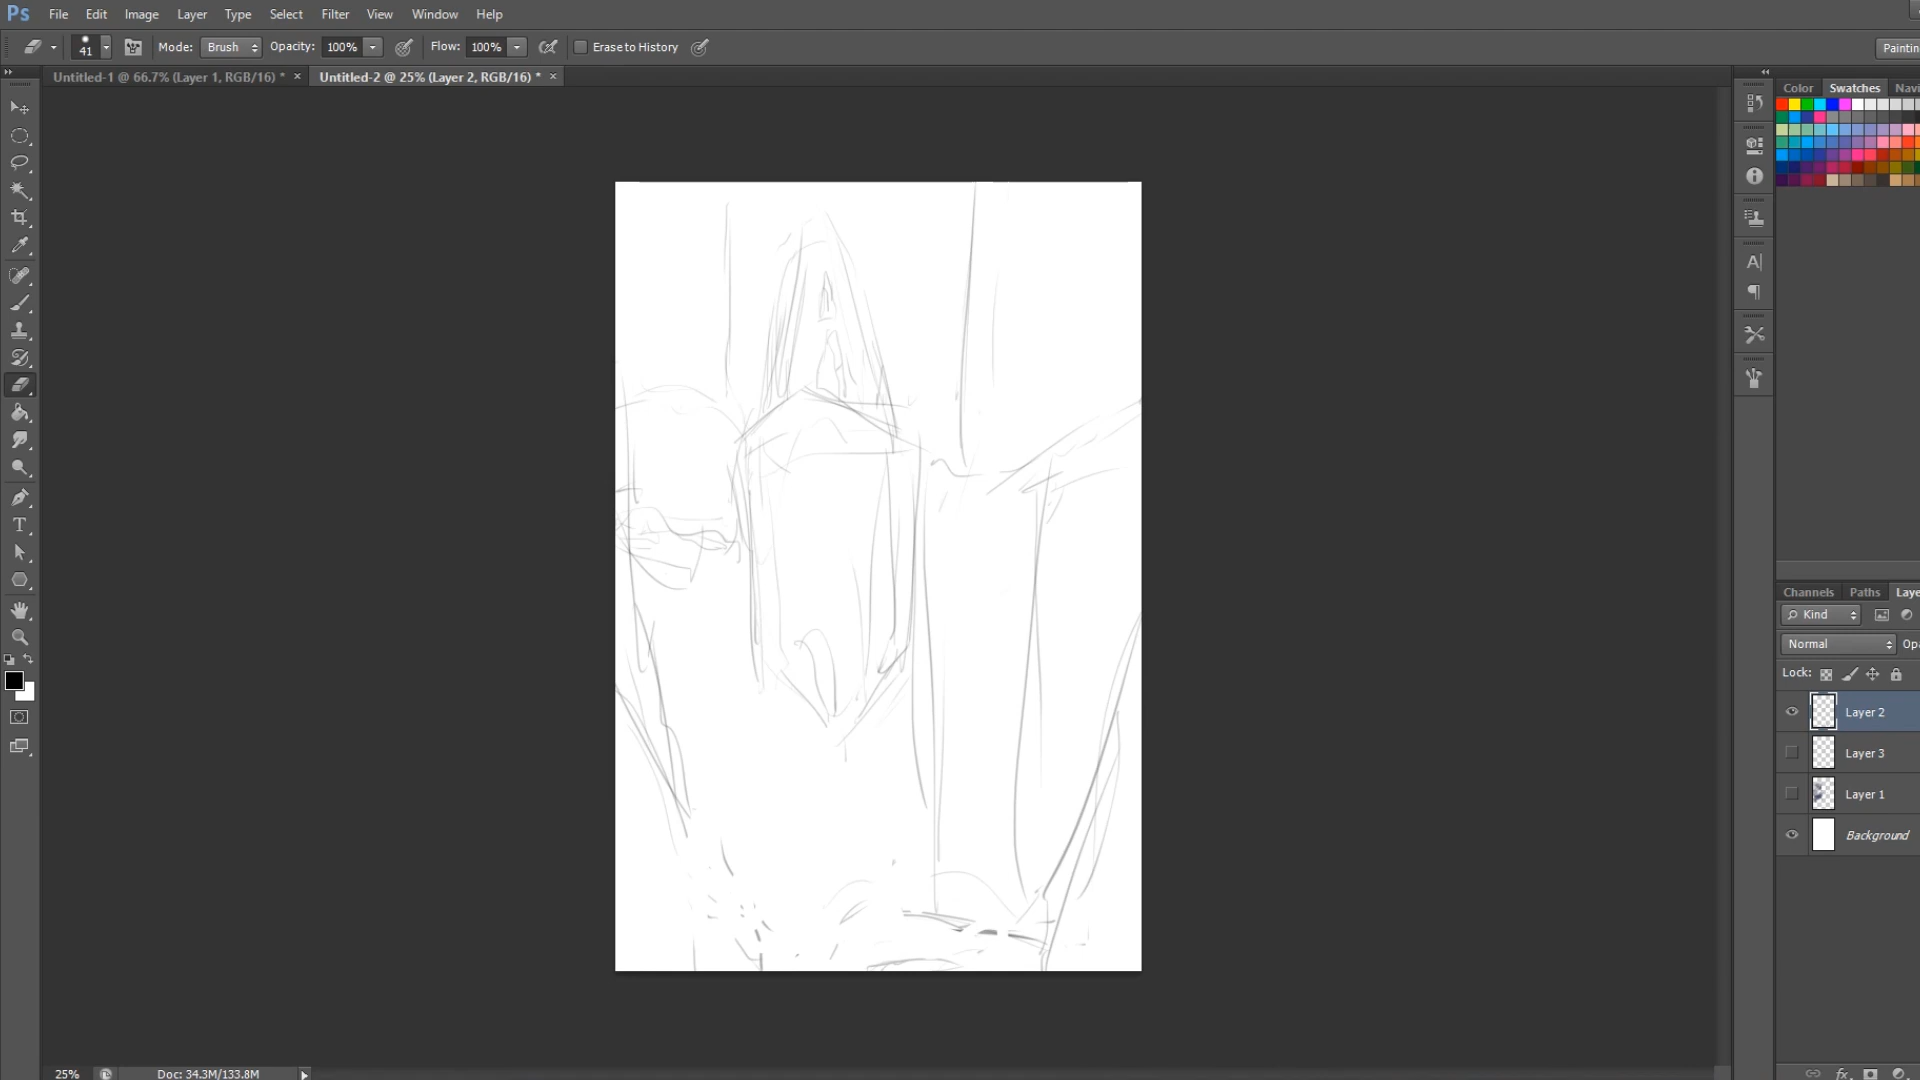 Ps File Edit Image Layer Type Select Filter View Window Help
41 Mode: Brush Opacity: 100% Flow: 100% Erase to History Paintin
Untitled-1 @ 66.7% (Layer 1, RGB/16) * × Untitled-2 @ 25% (Layer 2, RGB/16) * ×
Color Swatches Navi
Channels Paths Laye
Kind
Normal Opa
Lock:
Layer 2
Layer 3
Layer 1
Background
25% Doc: 34.3M/133.8M